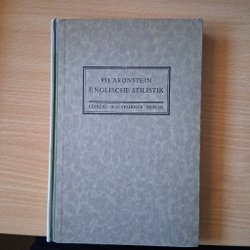 PH. ARONSTEIN
ENGLISCHE STILISTIK
LEIPZIG · B.G. TEUBNER · BERLIN